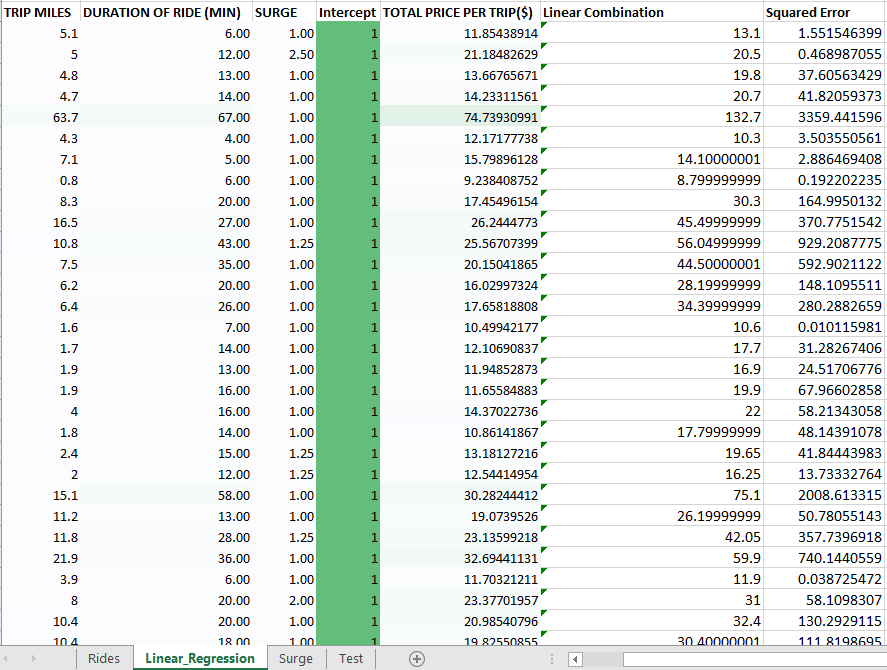 TRIP MILES DURATION OF RIDE (MIN) SURGE Intercept TOTAL PRICE PER TRIP($) Linear Combination Squared Error
5.1 6.00 1.00 1 11.85438914 13.1 1.551546399
5 12.00 2.50 1 21.18482629 20.5 0.468987055
4.8 13.00 1.00 1 13.66765671 19.8 37.60563429
4.7 14.00 1.00 1 14.23311561 20.7 41.82059373
63.7 67.00 1.00 1 74.73930991 132.7 3359.441596
4.3 4.00 1.00 1 12.17177738 10.3 3.503550561
7.1 5.00 1.00 1 15.79896128 14.10000001 2.886469408
0.8 6.00 1.00 1 9.238408752 8.799999999 0.192202235
8.3 20.00 1.00 1 17.45496154 30.3 164.9950132
16.5 27.00 1.00 1 26.2444773 45.49999999 370.7751542
10.8 43.00 1.25 1 25.56707399 56.04999999 929.2087775
7.5 35.00 1.00 1 20.15041865 44.50000001 592.9021122
6.2 20.00 1.00 1 16.02997324 28.19999999 148.1095511
6.4 26.00 1.00 1 17.65818808 34.39999999 280.2882659
1.6 7.00 1.00 1 10.49942177 10.6 0.010115981
1.7 14.00 1.00 1 12.10690837 17.7 31.28267406
1.9 13.00 1.00 1 11.94852873 16.9 24.51706776
1.9 16.00 1.00 1 11.65584883 19.9 67.96602858
4 16.00 1.00 1 14.37022736 22 58.21343058
1.8 14.00 1.00 1 10.86141867 17.79999999 48.14391078
2.4 15.00 1.25 1 13.18127216 19.65 41.84443983
2 12.00 1.25 1 12.54414954 16.25 13.73332764
15.1 58.00 1.00 1 30.28244412 75.1 2008.613315
11.2 13.00 1.00 1 19.0739526 26.19999999 50.78055143
11.8 28.00 1.25 1 23.13599218 42.05 357.7396918
21.9 36.00 1.00 1 32.69441131 59.9 740.1440559
3.9 6.00 1.00 1 11.70321211 11.9 0.038725472
8 20.00 2.00 1 23.37701957 31 58.1098307
10.4 20.00 1.00 1 20.98540796 32.4 130.2929115
10.4 18.00 1.00 1 19.82550855 30.40000001 111.8198695
Rides Linear_Regression Surge Test